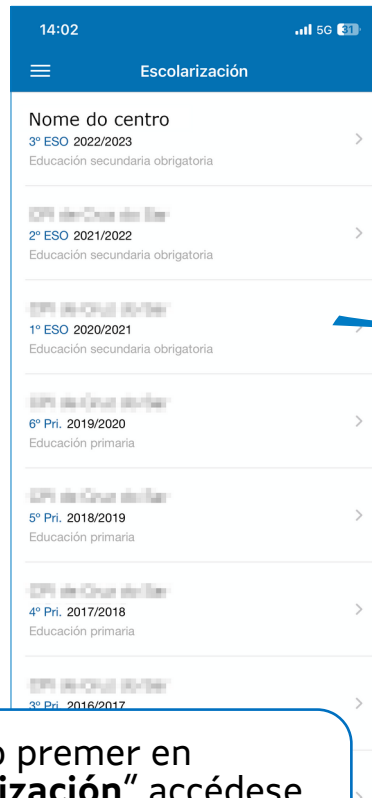 14:02 5G 31
Escolarización
Nome do centro
3º ESO 2022/2023
Educación secundaria obrigatoria
2º ESO 2021/2022
Educación secundaria obrigatoria
1º ESO 2020/2021
Educación secundaria obrigatoria
6º Pri. 2019/2020
Educación primaria
5º Pri. 2018/2019
Educación primaria
4º Pri. 2017/2018
Educación primaria
3º Pri. 2016/2017
premer en
ización” accédese